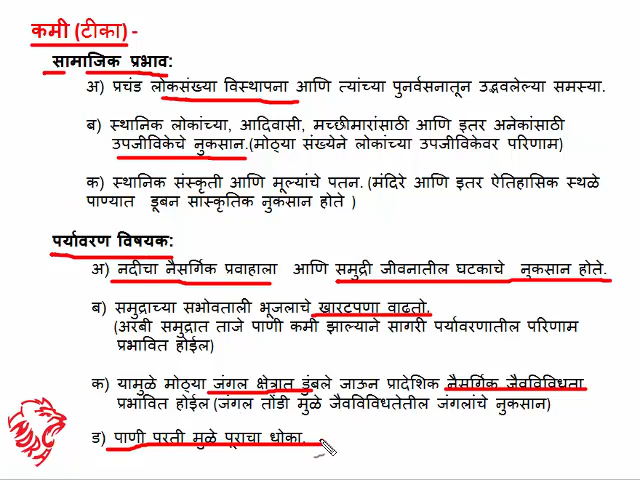 कमी (टीका) -
सामाजिक प्रभाव:
अ) प्रचंड लोकसंख्या विस्थापना आणि त्यांच्या पुनर्वसनातून उद्भवलेल्या समस्या.
ब) स्थानिक लोकांच्या, आदिवासी, मच्छीमारांसाठी आणि इतर अनेकांसाठी
उपजीविकेचे नुकसान.(मोठ्या संख्येने लोकांच्या उपजीविकेवर परिणाम)
क) स्थानिक संस्कृती आणि मूल्यांचे पतन. (मंदिरे आणि इतर ऐतिहासिक स्थळे
पाण्यात डूबन सांस्कृतिक नुकसान होते )
पर्यावरण विषयक:
अ) नदीचा नैसर्गिक प्रवाहाला आणि समुद्री जीवनातील घटकाचे नुकसान होते.
ब) समुद्राच्या सभोवताली भूजलाचे खारटपणा वाढतो.
(अरबी समुद्रात ताजे पाणी कमी झाल्याने सागरी पर्यावरणातील परिणाम
प्रभावित होईल)
क) यामुळे मोठ्या जंगल क्षेत्रात डुंबले जाऊन प्रादेशिक नैसर्गिक जैवविविधता
प्रभावित होईल (जंगल तोंडी मुळे जैवविविधतेतील जंगलांचे नुकसान)
ड) पाणी परती मुळे पूराचा धोका.